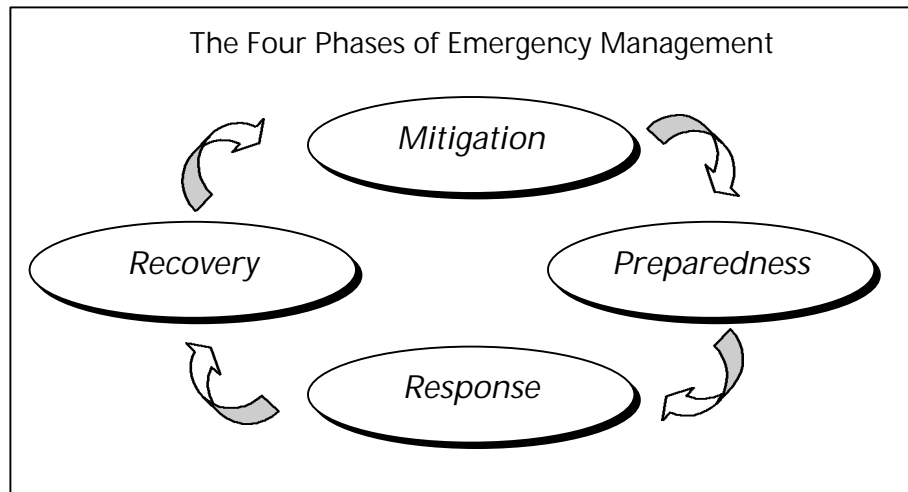 The Four Phases of Emergency Management
Mitigation
Recovery
Preparedness
Response